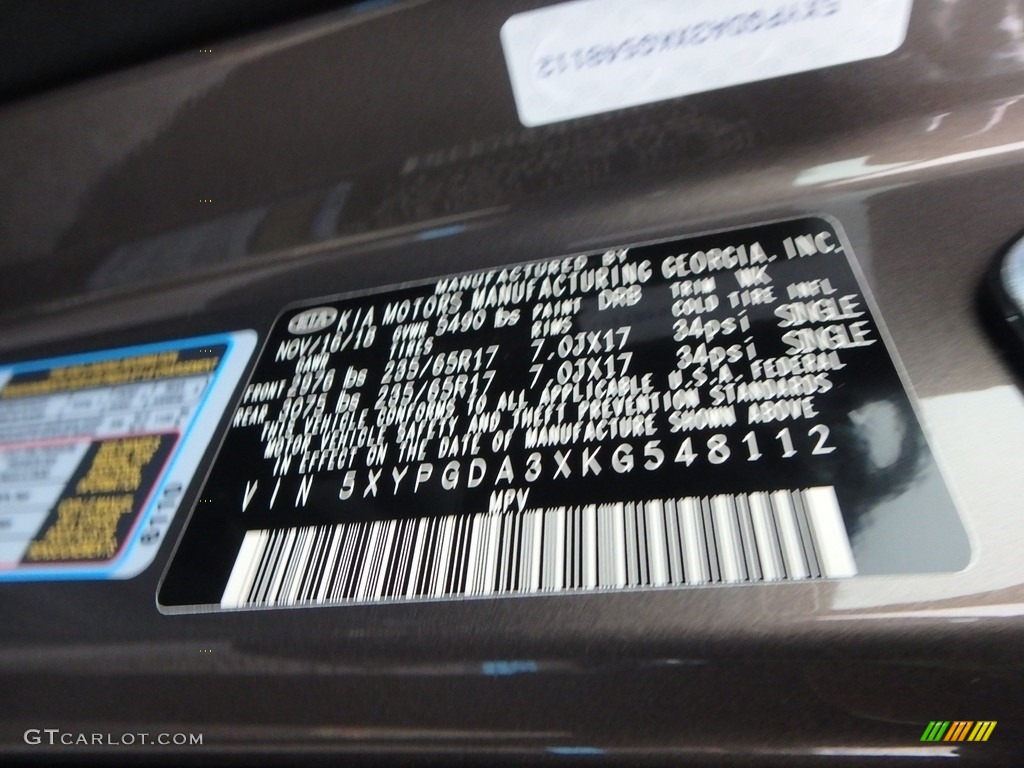 5XYPGDA3XKG548112
MANUFACTURED BY
KIA KIA MOTORS MANUFACTURING GEORGIA, INC.
NOV/16/18 GVWR 5490 lbs PAINT DRB TRIM WK
GAWR TIRES RIMS COLD TIRE INFL
FRONT lbs 235/65R17 7.0JX17 34psi SINGLE
REAR 3075 lbs 235/65R17 7.0JX17 34psi SINGLE
THIS VEHICLE CONFORMS TO ALL APPLICABLE U.S.A. FEDERAL
MOTOR VEHICLE SAFETY AND THEFT PREVENTION STANDARDS
IN EFFECT ON THE DATE OF MANUFACTURE SHOWN ABOVE
VIN 5XYPGDA3XKG548112
MPV
GTCARLOT.COM